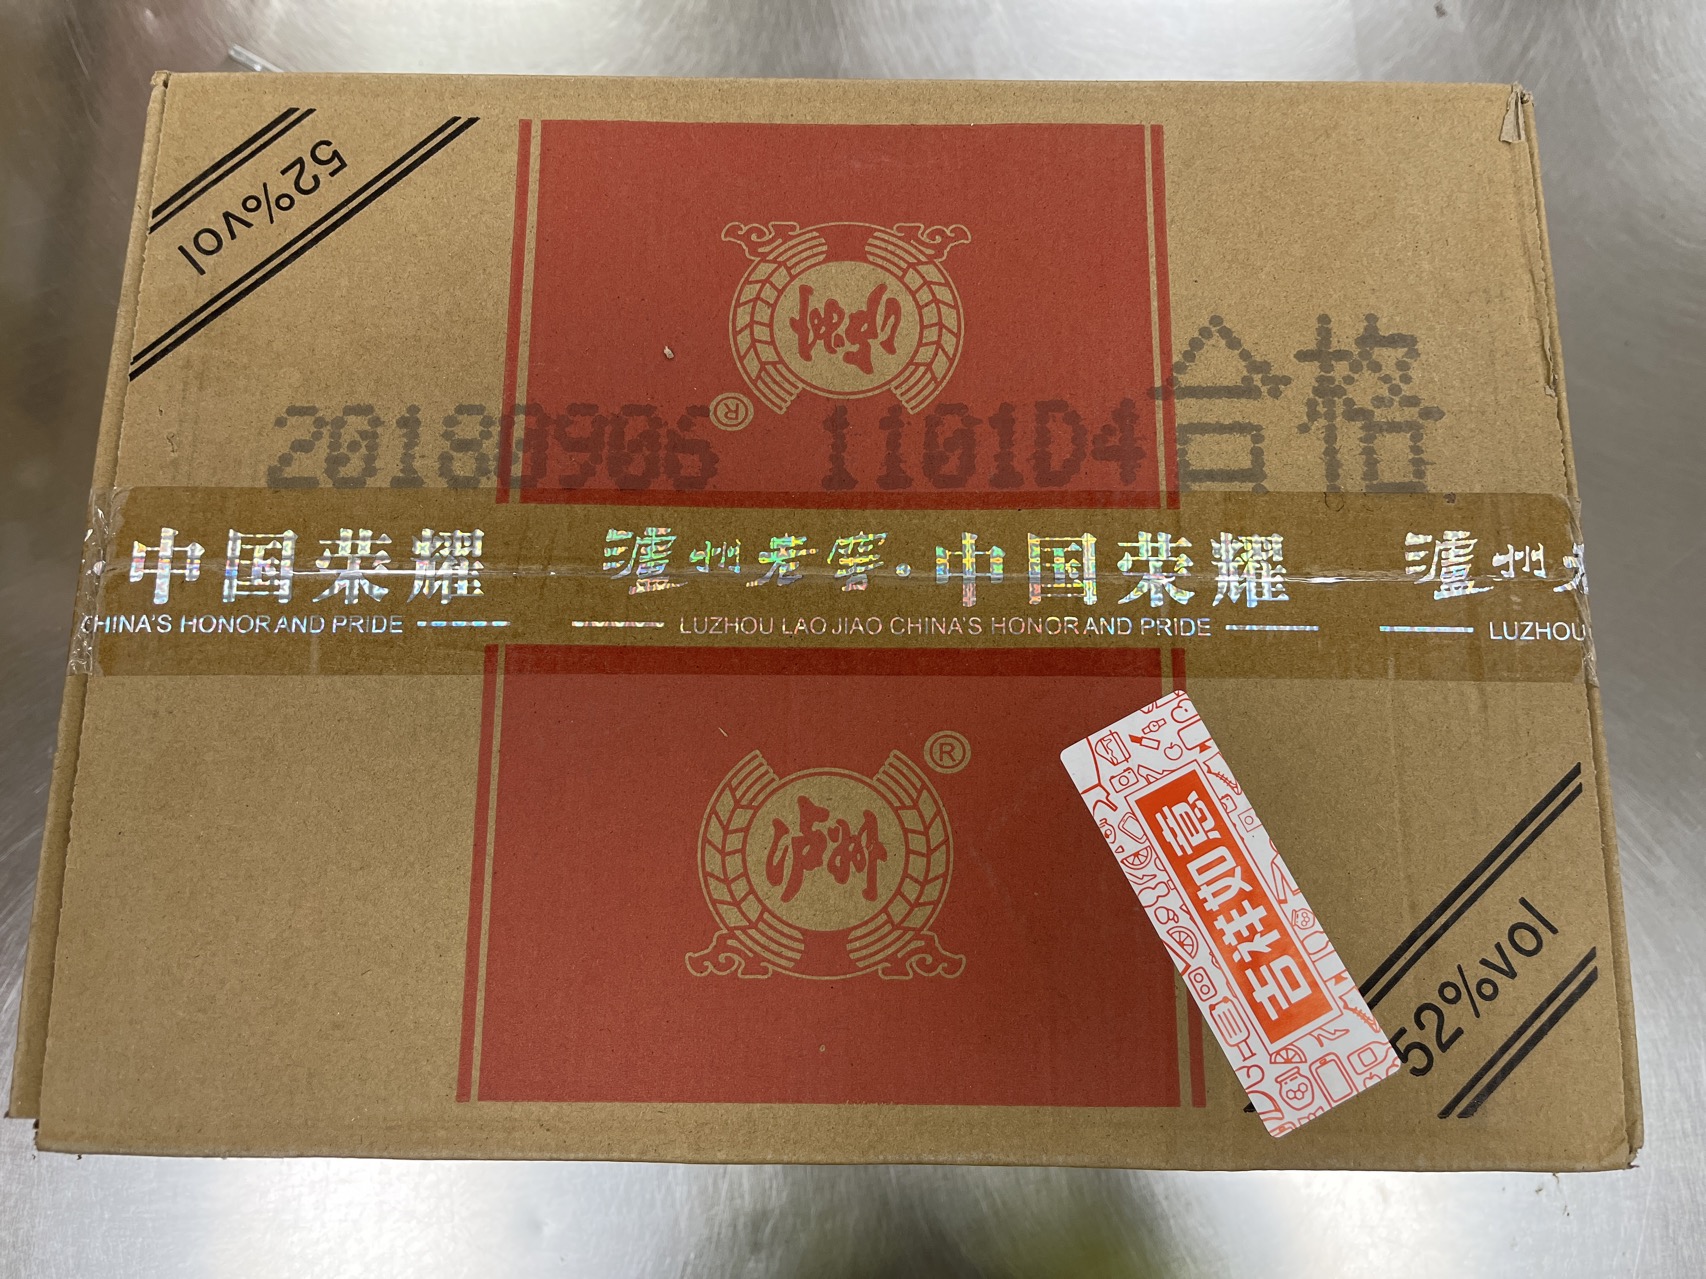 52%vol
泸州
®
20180906 1101D4合格
中国荣耀 泸州老窖·中国荣耀 泸州老
CHINA'S HONOR AND PRIDE LUZHOU LAO JIAO CHINA'S HONOR AND PRIDE LUZHOU
®
泸州
吉祥如意
52%vol